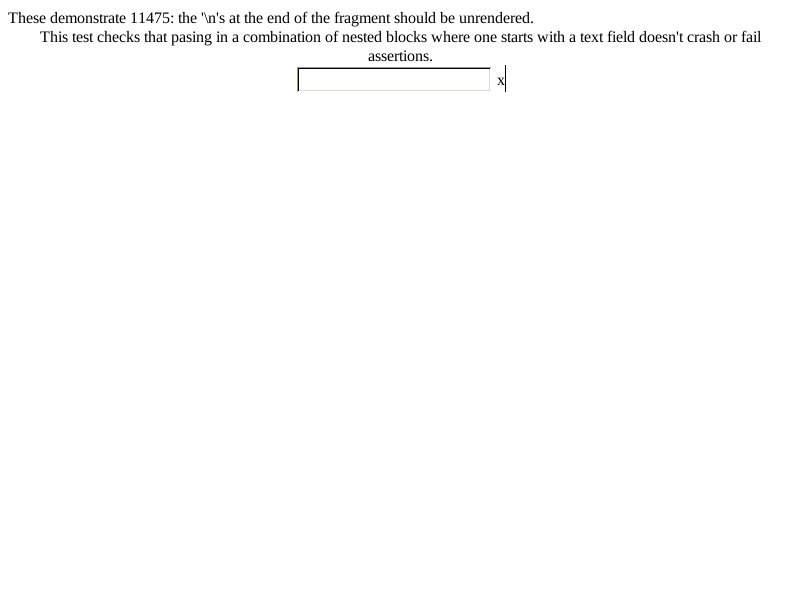 These demonstrate 11475: the '\n's at the end of the fragment should be unrendered.
This test checks that pasing in a combination of nested blocks where one starts with a text field doesn't crash or fail
assertions.
x